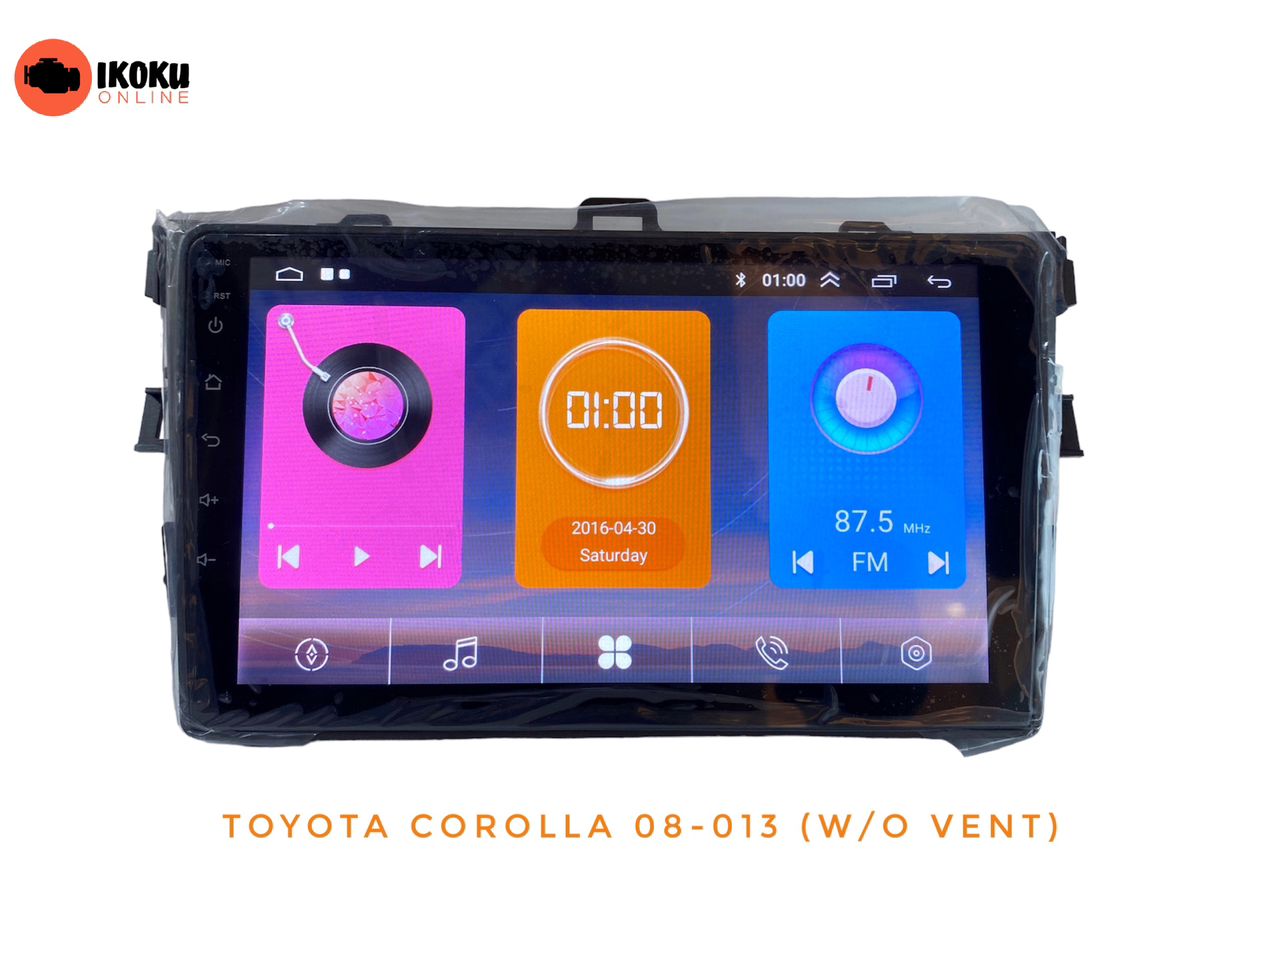 IKOKU
ONLINE
MIC
RST
01:00
01:00
2016-04-30
Saturday
87.5 MHz
FM
TOYOTA COROLLA 08-013 (W/O VENT)